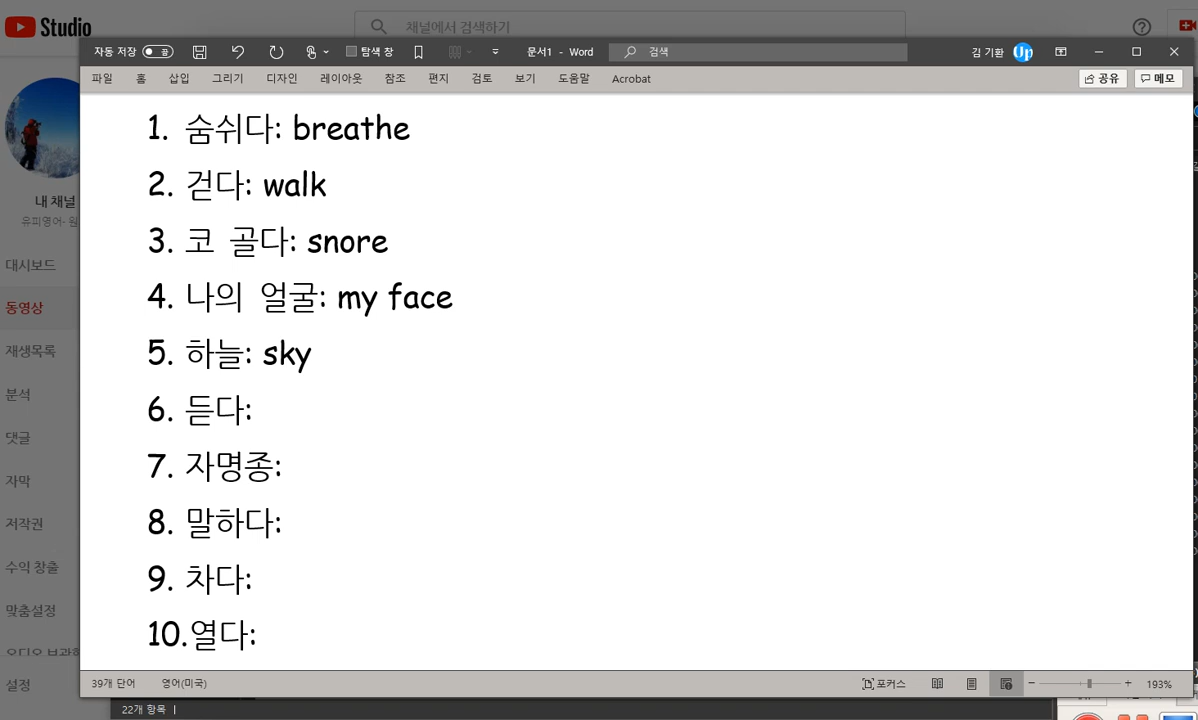 Studio
채널에서 검색하기
자동 저장 끔 탐색 창 문서1 - Word 검색 김 기환 Up
파일 홈 삽입 그리기 디자인 레이아웃 참조 편지 검토 보기 도움말 Acrobat 공유 메모
1. 숨쉬다: breathe
2. 걷다: walk
3. 코 골다: snore
4. 나의 얼굴: my face
5. 하늘: sky
6. 듣다:
7. 자명종:
8. 말하다:
9. 차다:
10.열다:
내 채널
유피영어- 원
대시보드
동영상
재생목록
분석
댓글
자막
저작권
수익 창출
맞춤설정
설정
39개 단어 영어(미국) 포커스 193%
22개 항목